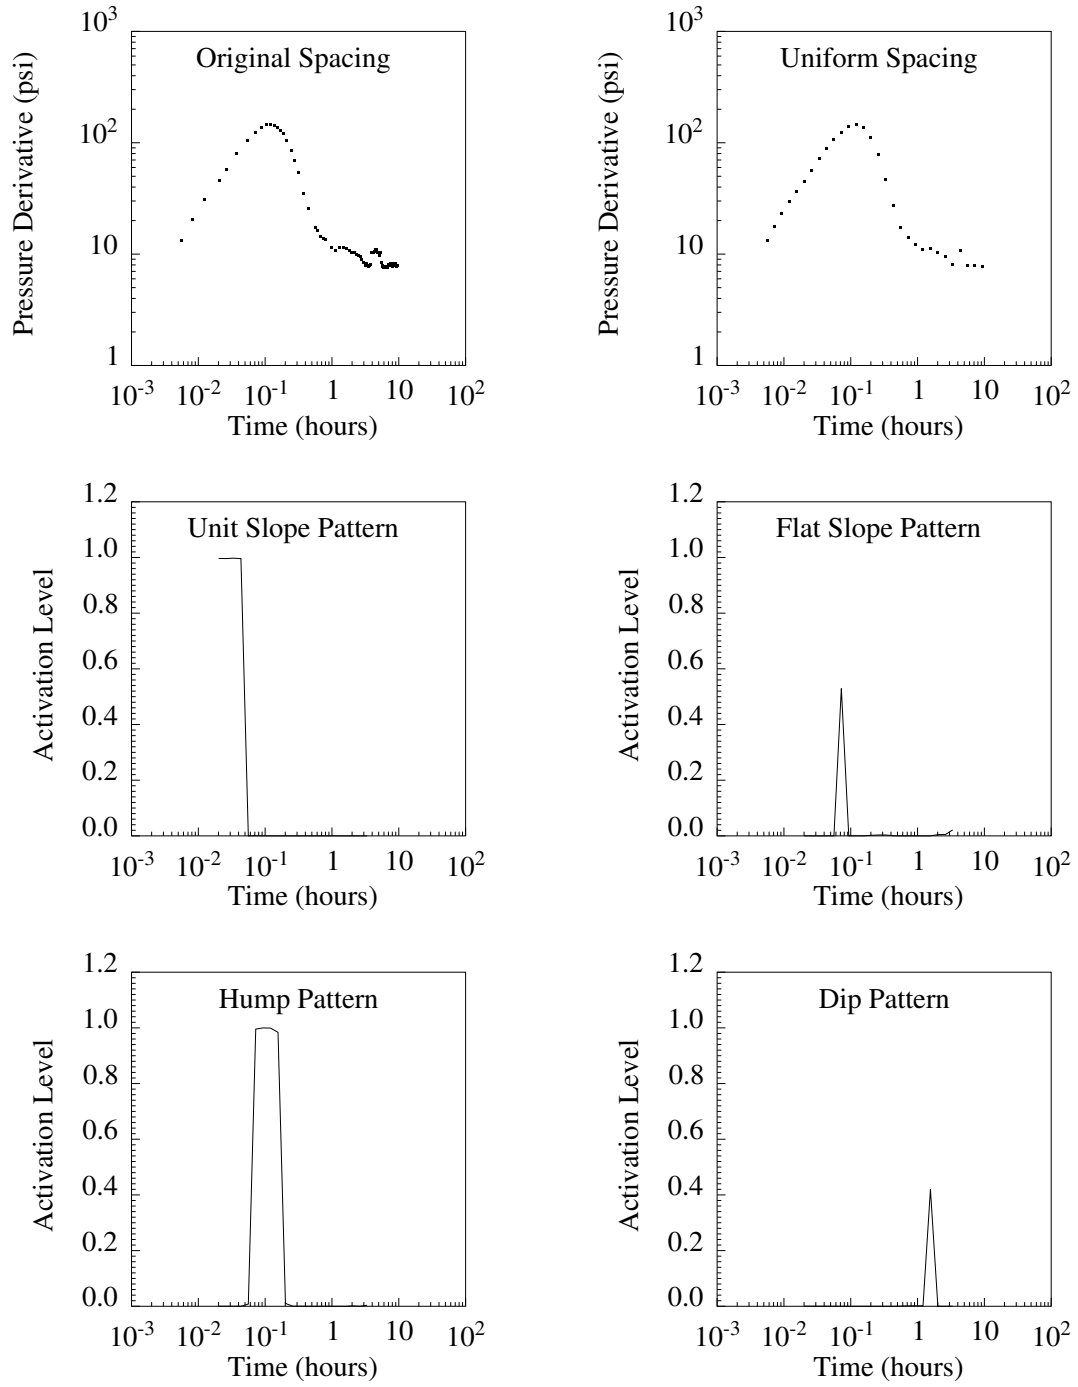 Original Spacing
Pressure Derivative (psi)
10³
10²
10
1
10⁻³ 10⁻² 10⁻¹ 1 10 10²
Time (hours)
Uniform Spacing
Pressure Derivative (psi)
10³
10²
10
1
10⁻³ 10⁻² 10⁻¹ 1 10 10²
Time (hours)
Unit Slope Pattern
Activation Level
1.2
1.0
0.8
0.6
0.4
0.2
0.0
10⁻³ 10⁻² 10⁻¹ 1 10 10²
Time (hours)
Flat Slope Pattern
Activation Level
1.2
1.0
0.8
0.6
0.4
0.2
0.0
10⁻³ 10⁻² 10⁻¹ 1 10 10²
Time (hours)
Hump Pattern
Activation Level
1.2
1.0
0.8
0.6
0.4
0.2
0.0
10⁻³ 10⁻² 10⁻¹ 1 10 10²
Time (hours)
Dip Pattern
Activation Level
1.2
1.0
0.8
0.6
0.4
0.2
0.0
10⁻³ 10⁻² 10⁻¹ 1 10 10²
Time (hours)